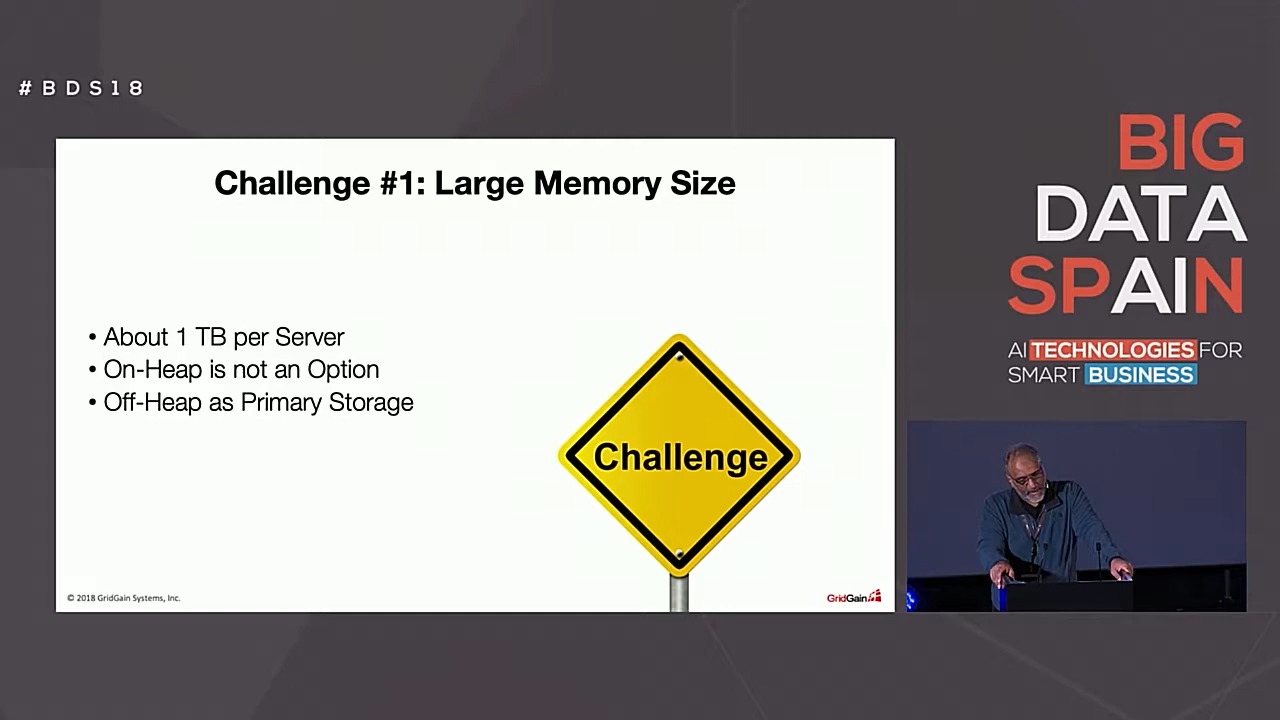 #BDS18
Challenge #1: Large Memory Size
• About 1 TB per Server
• On-Heap is not an Option
• Off-Heap as Primary Storage
Challenge
© 2018 GridGain Systems, Inc.
GridGain
BIG
DATA
SPAIN
AI TECHNOLOGIES FOR
SMART BUSINESS